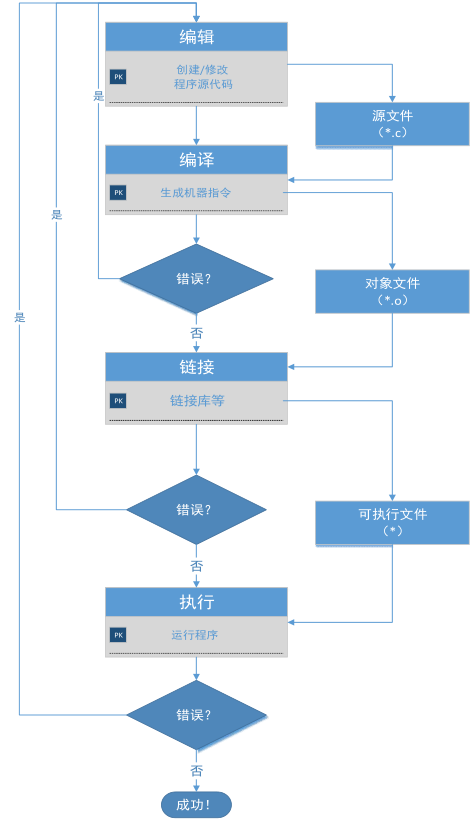 编辑
PK
创建/修改
程序源代码
源文件
（*.c）
是
编译
PK
生成机器指令
是
错误？
对象文件
（*.o）
是
否
链接
PK
链接库等
错误？
可执行文件
（*）
否
执行
PK
运行程序
错误？
否
成功！